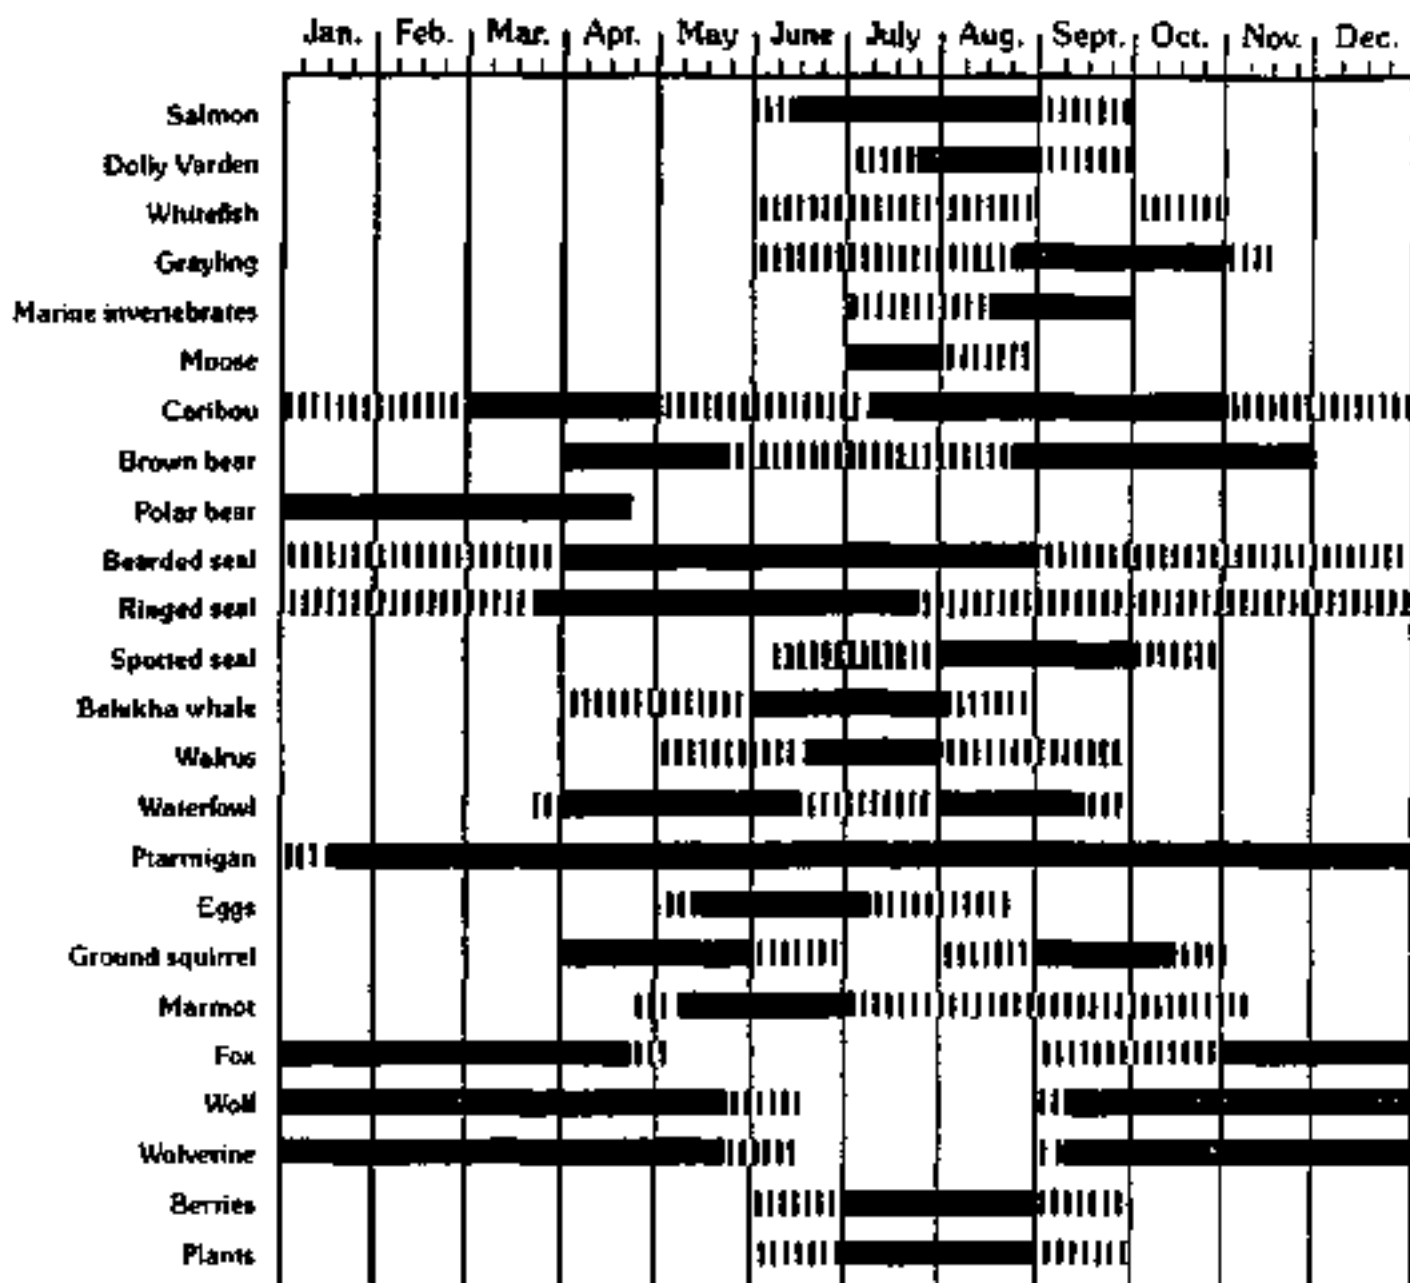 Jan. Feb. Mar. Apr. May June July Aug. Sept. Oct. Nov. Dec.
Salmon
Dolly Varden
Whitefish
Grayling
Marine invertebrates
Moose
Caribou
Brown bear
Polar bear
Bearded seal
Ringed seal
Spotted seal
Belukha whale
Walrus
Waterfowl
Ptarmigan
Eggs
Ground squirrel
Marmot
Fox
Wolf
Wolverine
Berries
Plants